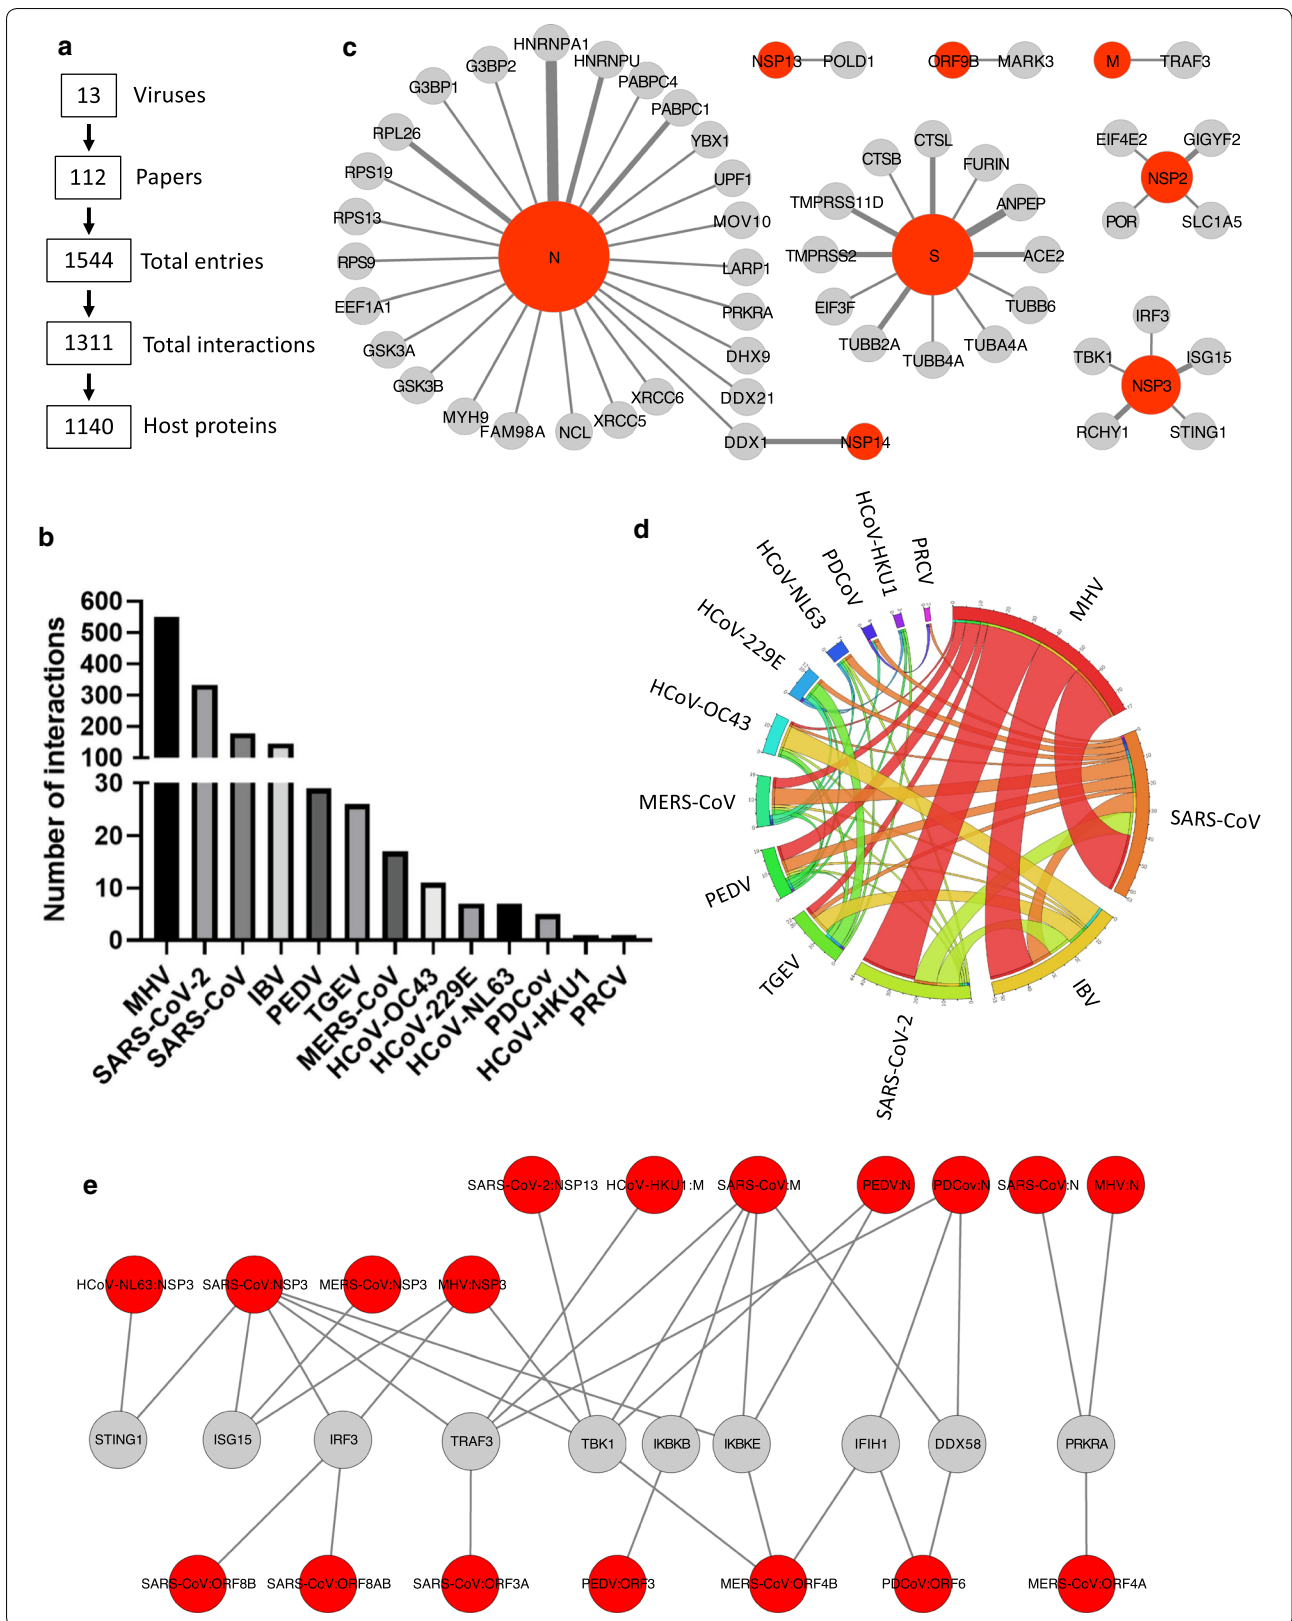 a
13 Viruses
112 Papers
1544 Total entries
1311 Total interactions
1140 Host proteins
c
HNRNPA1
HNRNPU
G3BP2
PABPC4
G3BP1
PABPC1
RPL26
YBX1
RPS19
UPF1
RPS13
MOV10
RPS9
N
LARP1
EEF1A1
PRKRA
GSK3A
DHX9
GSK3B
DDX21
XRCC6
MYH9
XRCC5
FAM98A
NCL
DDX1
NSP14
NSP13 POLD1
ORF9B MARK3
M TRAF3
CTSL
CTSB
FURIN
TMPRSS11D
ANPEP
TMPRSS2
S
ACE2
EIF3F
TUBB6
TUBB2A
TUBA4A
TUBB4A
EIF4E2
GIGYF2
NSP2
POR
SLC1A5
IRF3
TBK1
ISG15
NSP3
RCHY1
STING1
b
Number of interactions
600
500
400
300
200
100
30
20
10
0
MHV
SARS-CoV-2
SARS-CoV
IBV
PEDV
TGEV
MERS-CoV
HCoV-OC43
HCoV-229E
HCoV-NL63
PDCov
HCoV-HKU1
PRCV
d
MHV
SARS-CoV
IBV
SARS-CoV-2
TGEV
PEDV
MERS-CoV
HCoV-OC43
HCoV-229E
HCoV-NL63
PDCoV
HCoV-HKU1
PRCV
e
SARS-CoV-2:NSP13 HCoV-HKU1:M SARS-CoV:M PEDV:N PDCov:N SARS-CoV:N MHV:N
HCoV-NL63:NSP3 SARS-CoV:NSP3 MERS-CoV:NSP3 MHV:NSP3
STING1 ISG15 IRF3 TRAF3 TBK1 IKBKB IKBKE IFIH1 DDX58 PRKRA
SARS-CoV:ORF8B SARS-CoV:ORF8AB SARS-CoV:ORF3A PEDV:ORF3 MERS-CoV:ORF4B PDCoV:ORF6 MERS-CoV:ORF4A